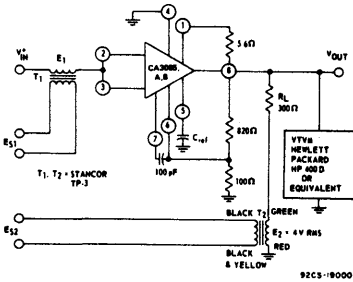 V⁺IN
E1
T1
ES1
T1, T2 = STANCOR
TP-3
2
3
4
1
CA3085,
A,B
8
7
6
5
Cref
100 pF
5.6Ω
820Ω
100Ω
VOUT
RL
300Ω
VTVM
HEWLETT
PACKARD
HP 400D
OR
EQUIVALENT
ES2
BLACK T2 GREEN
E2 = 4V RMS
BLACK RED
& YELLOW
92CS-19000